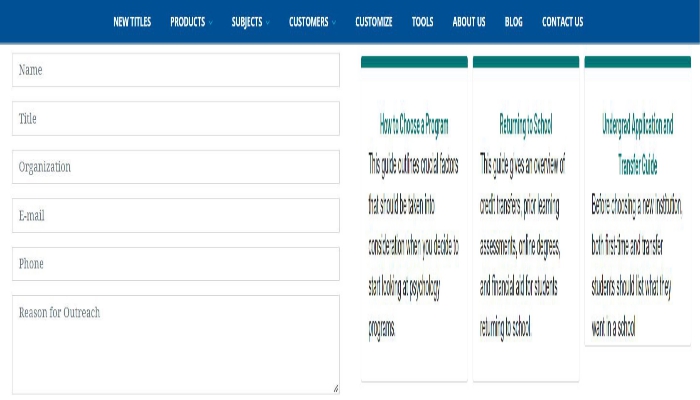 NEW TITLES PRODUCTS SUBJECTS CUSTOMERS CUSTOMIZE TOOLS ABOUT US BLOG CONTACT US
Name
Title
Organization
E-mail
Phone
Reason for Outreach
How to Choose a Program
This guide outlines crucial factors
that should be taken into
consideration when you decide to
start looking at psychology
programs.
Returning to School
This guide gives an overview of
credit transfers, prior learning
assessments, online degrees,
and financial aid for students
returning to school.
Undergrad Application and
Transfer Guide
Before choosing a new institution,
both first-time and transfer
students should list what they
want in a school